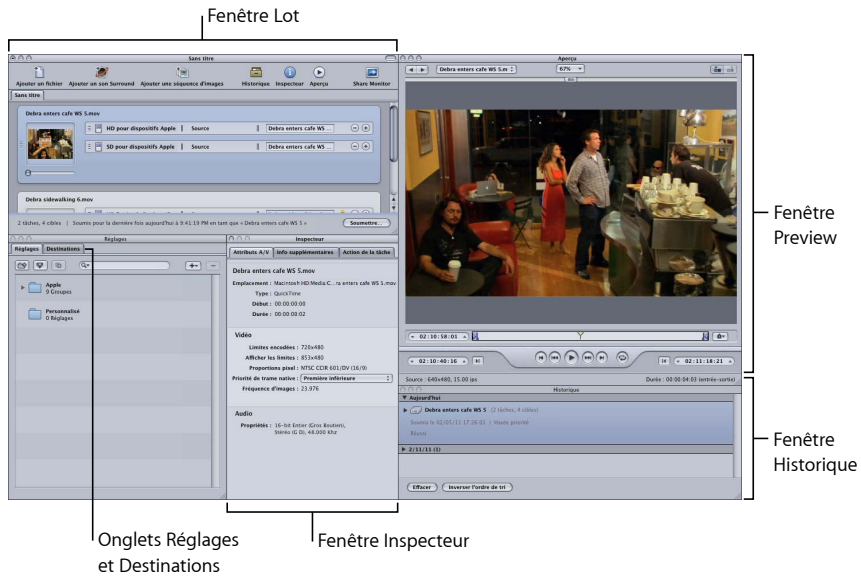 Fenêtre Lot
Sans titre
Ajouter un fichier Ajouter un son Surround Ajouter une séquence d'images Historique Inspecteur Aperçu Share Monitor
Sans titre
Debra enters cafe WS 5.mov
HD pour dispositifs Apple Source Debra enters cafe WS ...
SD pour dispositifs Apple Source Debra enters cafe WS ...
Debra sidewalking 6.mov
2 tâches, 4 cibles | Soumis pour la dernière fois aujourd'hui à 9:41:19 PM en tant que « Debra enters cafe WS 5 » Soumettre...
Aperçu
Debra enters cafe WS 5.m 67%
02:10:58:01
02:10:40:16 02:11:18:21
Source : 640x480, 15.00 ips Durée : 00:00:04:03 (entrée-sortie)
Fenêtre
Preview
Réglages
Réglages Destinations
Apple
9 Groupes
Personnalisé
0 Réglages
Inspecteur
Attributs A/V Info supplémentaires Action de la tâche
Debra enters cafe WS 5.mov
Emplacement : Macintosh HD:Media:C...ra enters cafe WS 5.mov
Type : QuickTime
Début : 00:00:00:00
Durée : 00:00:00:02
Vidéo
Limites encodées : 720x480
Afficher les limites : 853x480
Proportions pixel : NTSC CCIR 601/DV (16/9)
Priorité de trame native : Première inférieure
Fréquence d'images : 23.976
Audio
Propriétés : 16-bit Entier (Gros Boutien),
Stéréo (G D), 48.000 Khz
Historique
Aujourd'hui
Debra enters cafe WS 5 (2 tâches, 4 cibles)
Soumis le 02/05/11 17:26:03 | Haute priorité
Réussi
2/11/11 (1)
Effacer Inverser l'ordre de tri
Fenêtre
Historique
Onglets Réglages
et Destinations
Fenêtre Inspecteur